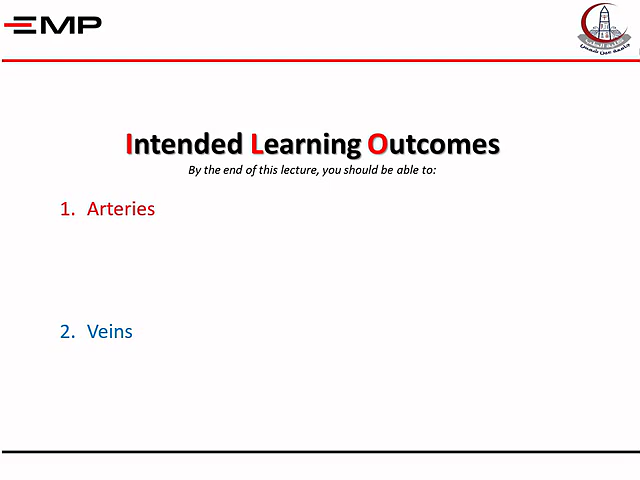 EMP
Intended Learning Outcomes
By the end of this lecture, you should be able to:
1. Arteries
2. Veins